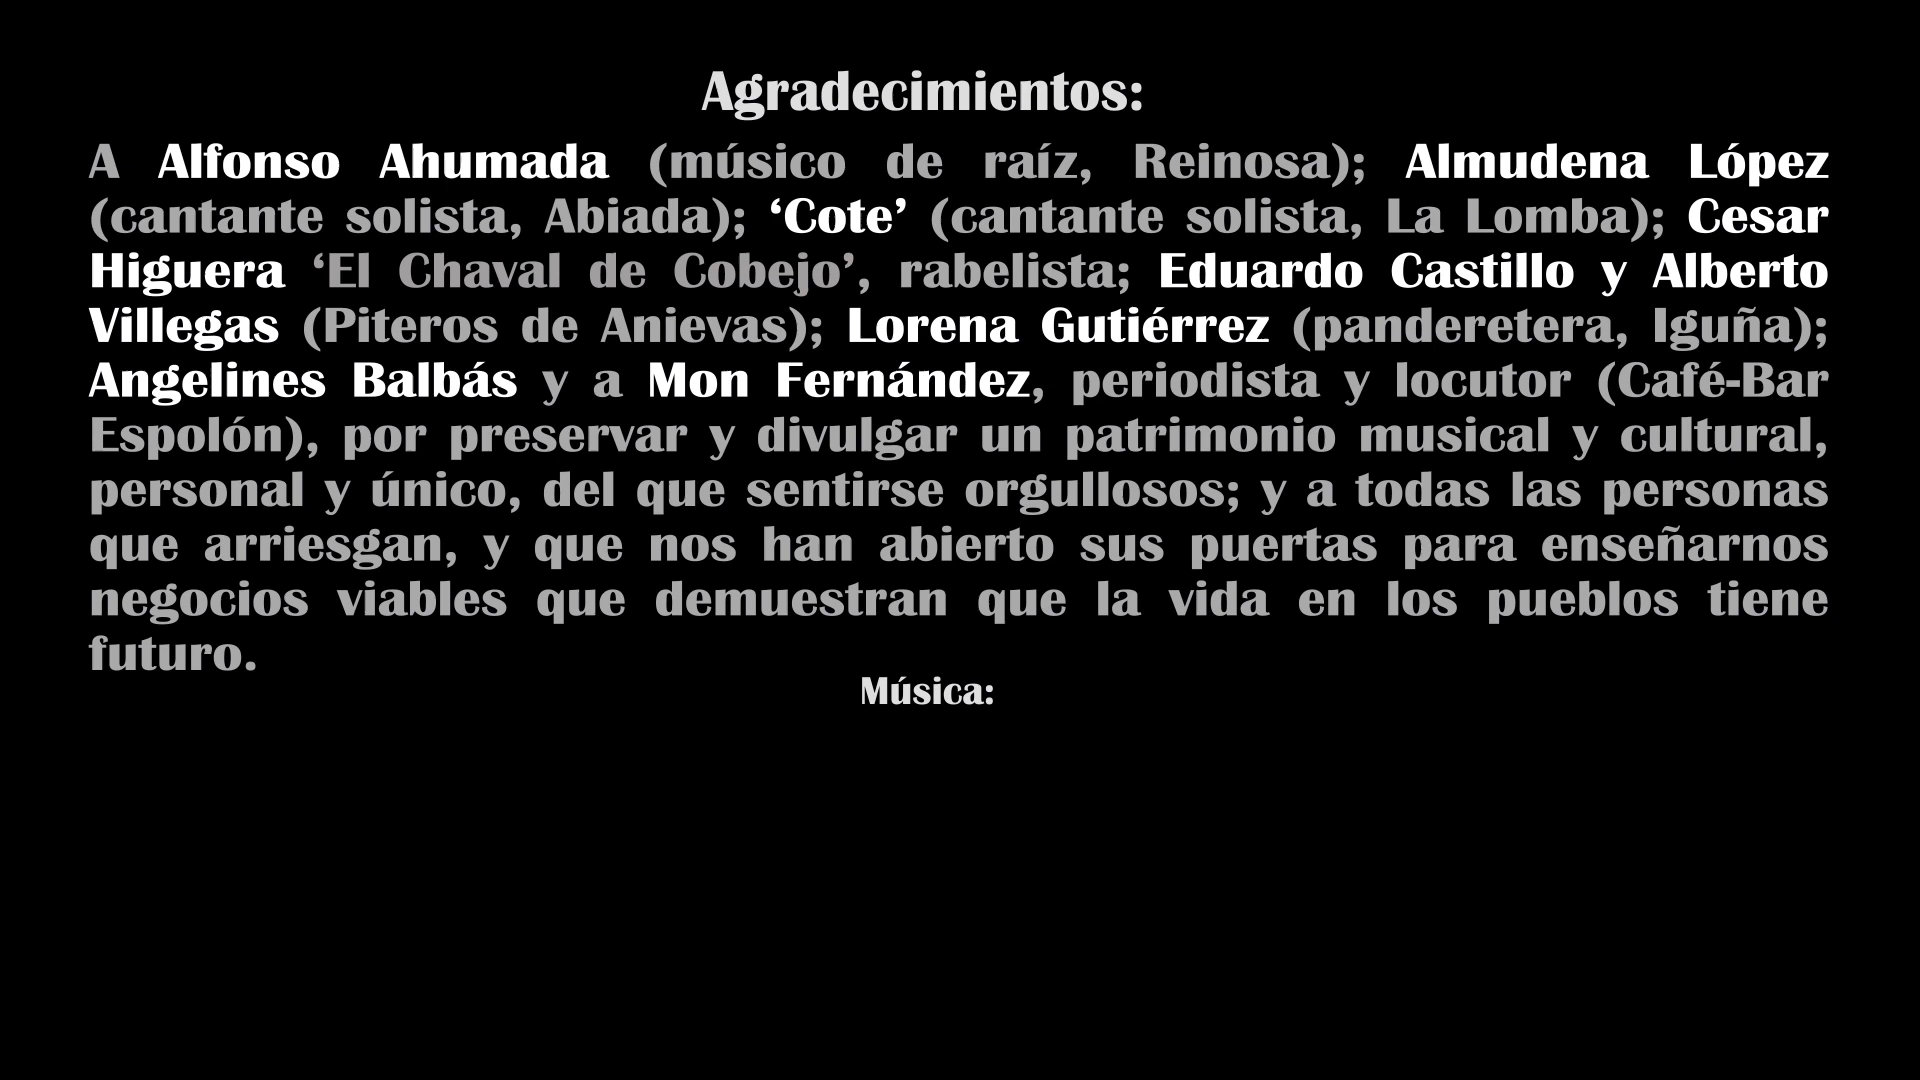 Agradecimientos:
A Alfonso Ahumada (músico de raíz, Reinosa); Almudena López
(cantante solista, Abiada); ‘Cote’ (cantante solista, La Lomba); Cesar
Higuera ‘El Chaval de Cobejo’, rabelista; Eduardo Castillo y Alberto
Villegas (Piteros de Anievas); Lorena Gutiérrez (panderetera, Iguña);
Angelines Balbás y a Mon Fernández, periodista y locutor (Café-Bar
Espolón), por preservar y divulgar un patrimonio musical y cultural,
personal y único, del que sentirse orgullosos; y a todas las personas
que arriesgan, y que nos han abierto sus puertas para enseñarnos
negocios viables que demuestran que la vida en los pueblos tiene
futuro.
Música: